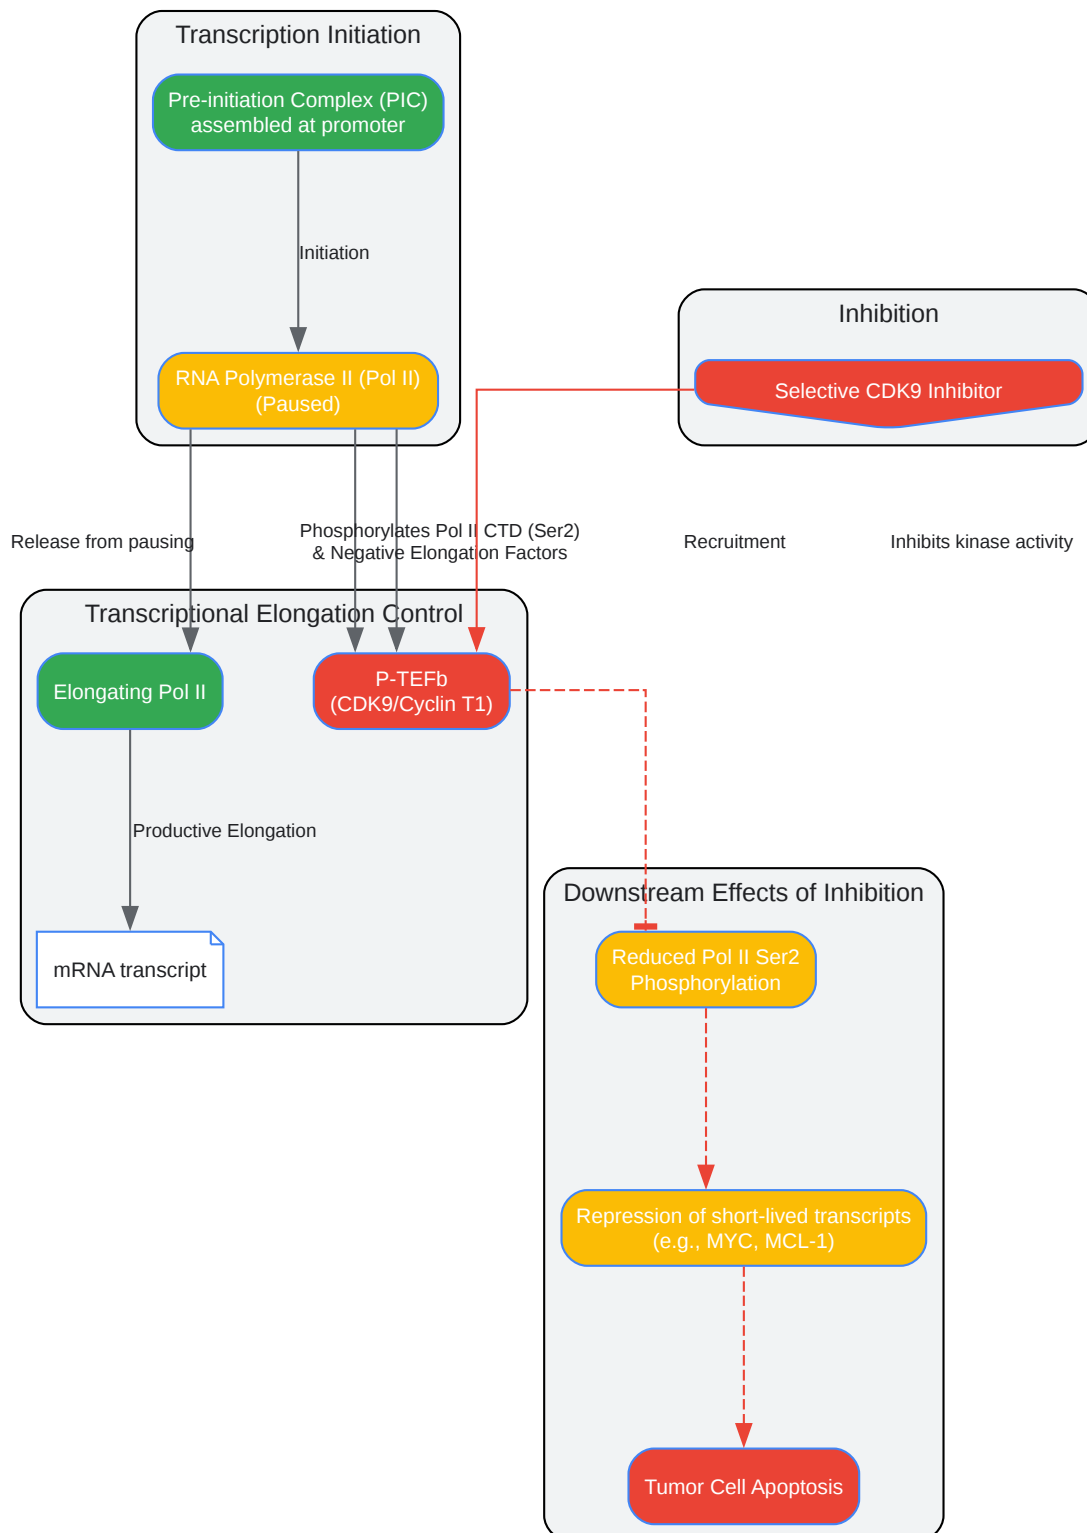 Transcription Initiation
Pre-initiation Complex (PIC)
assembled at promoter
Initiation
RNA Polymerase II (Pol II)
(Paused)
Inhibition
Selective CDK9 Inhibitor
Release from pausing
Phosphorylates Pol II CTD (Ser2)
& Negative Elongation Factors
Recruitment
Inhibits kinase activity
Transcriptional Elongation Control
Elongating Pol II
P-TEFb
(CDK9/Cyclin T1)
Productive Elongation
mRNA transcript
Downstream Effects of Inhibition
Reduced Pol II Ser2
Phosphorylation
Repression of short-lived transcripts
(e.g., MYC, MCL-1)
Tumor Cell Apoptosis